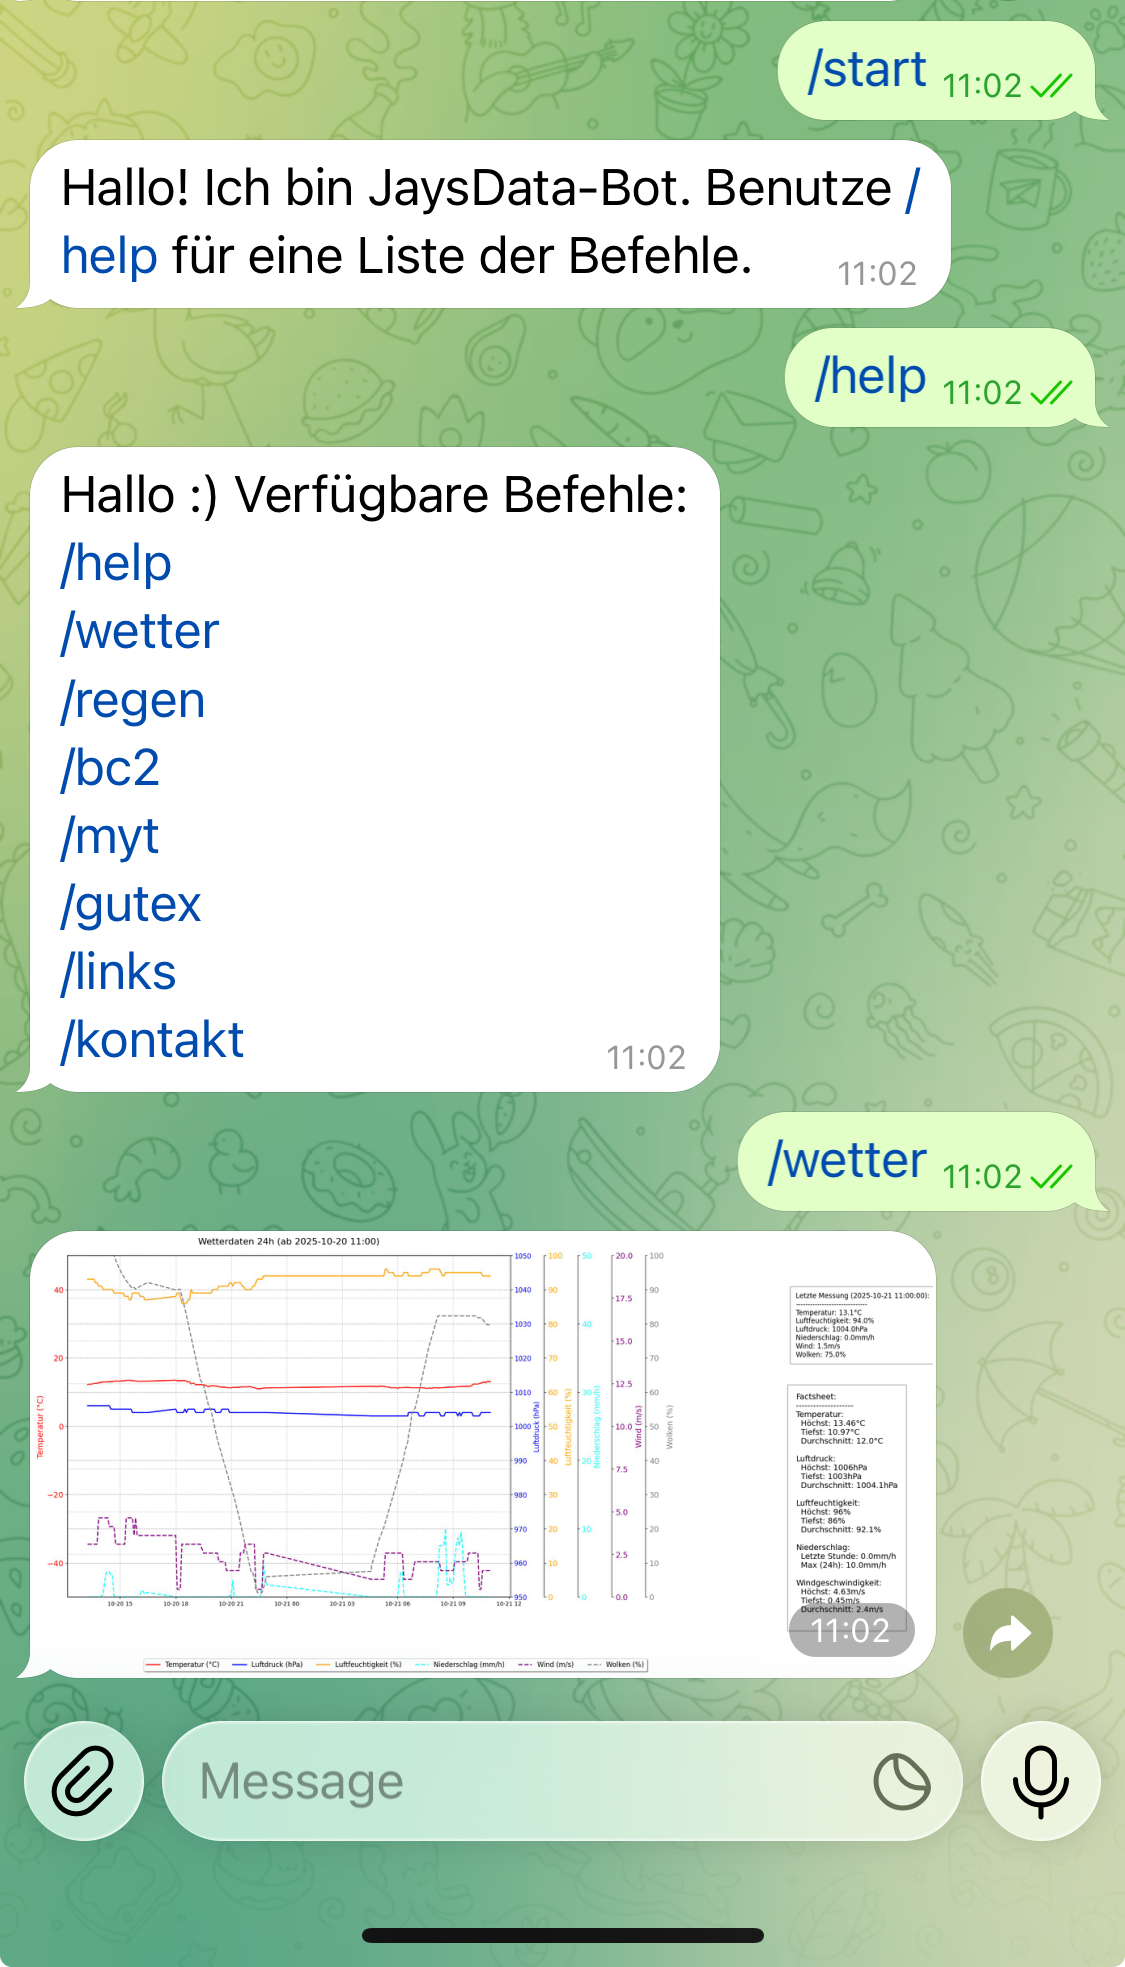 /start 11:02
Hallo! Ich bin JaysData-Bot. Benutze /
help für eine Liste der Befehle.
11:02
/help 11:02
Hallo :) Verfügbare Befehle:
/help
/wetter
/regen
/bc2
/myt
/gutex
/links
/kontakt
11:02
/wetter 11:02
Wetterdaten 24h (ab 2025-10-20 11:00)
Temperatur (°C)
40
20
0
−20
−40
10-20 15 10-20 18 10-20 21 10-21 00 10-21 03 10-21 06 10-21 09 10-21 12
Luftdruck (hPa)
1050
1040
1030
1020
1010
1000
990
980
970
960
950
Luftfeuchtigkeit (%)
100
90
80
70
60
50
40
30
20
10
0
Niederschlag (mm/h)
50
40
30
20
10
0
Wind (m/s)
20.0
17.5
15.0
12.5
10.0
7.5
5.0
2.5
0.0
Wolken (%)
100
90
80
70
60
50
40
30
20
10
0
Letzte Messung (2025-10-21 11:00:00):
--------------------
Temperatur: 13.1°C
Luftfeuchtigkeit: 94.0%
Luftdruck: 1004.0hPa
Niederschlag: 0.0mm/h
Wind: 1.5m/s
Wolken: 75.0%
Factsheet:
--------------------
Temperatur:
Höchst: 13.46°C
Tiefst: 10.97°C
Durchschnitt: 12.0°C
Luftdruck:
Höchst: 1006hPa
Tiefst: 1003hPa
Durchschnitt: 1004.1hPa
Luftfeuchtigkeit:
Höchst: 96%
Tiefst: 86%
Durchschnitt: 92.1%
Niederschlag:
Letzte Stunde: 0.0mm/h
Max (24h): 10.0mm/h
Windgeschwindigkeit:
Höchst: 4.63m/s
Tiefst: 0.45m/s
Durchschnitt: 2.4m/s
11:02
Temperatur (°C) Luftdruck (hPa) Luftfeuchtigkeit (%) Niederschlag (mm/h) Wind (m/s) Wolken (%)
Message